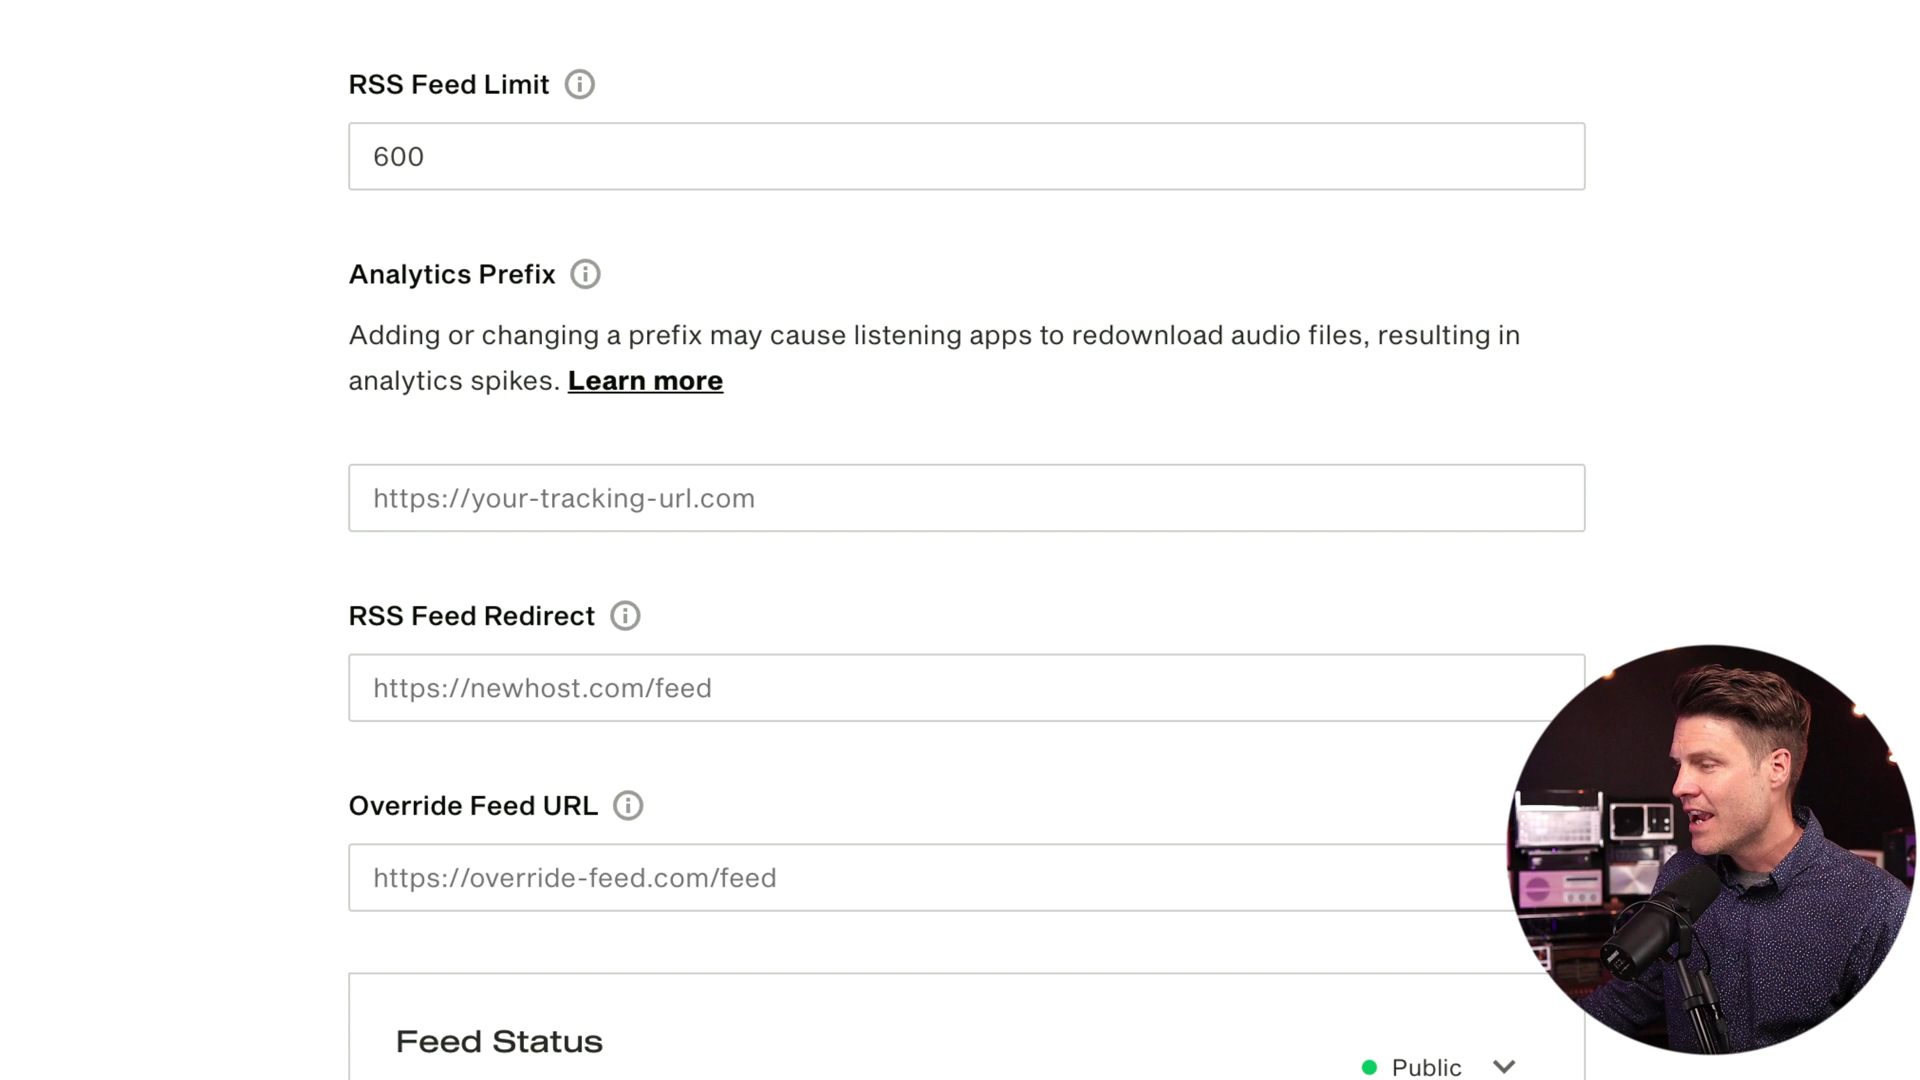 RSS Feed Limit
600
Analytics Prefix
Adding or changing a prefix may cause listening apps to redownload audio files, resulting in
analytics spikes. Learn more
https://your-tracking-url.com
RSS Feed Redirect
https://newhost.com/feed
Override Feed URL
https://override-feed.com/feed
Feed Status
Public